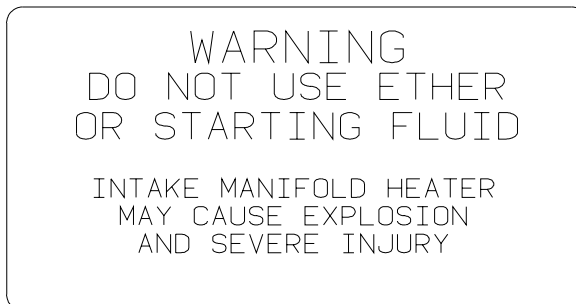 WARNING
DO NOT USE ETHER
OR STARTING FLUID
INTAKE MANIFOLD HEATER
MAY CAUSE EXPLOSION
AND SEVERE INJURY